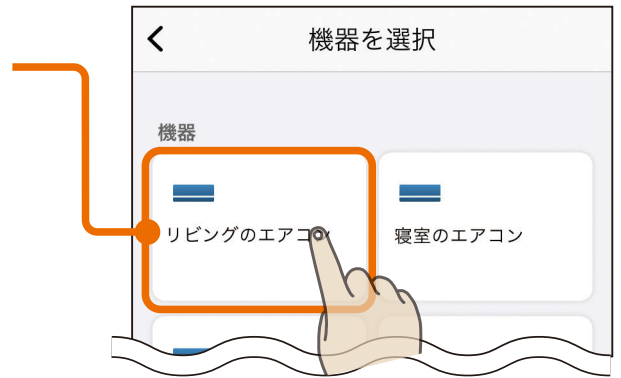 機器を選択
機器
リビングのエアコン
寝室のエアコン